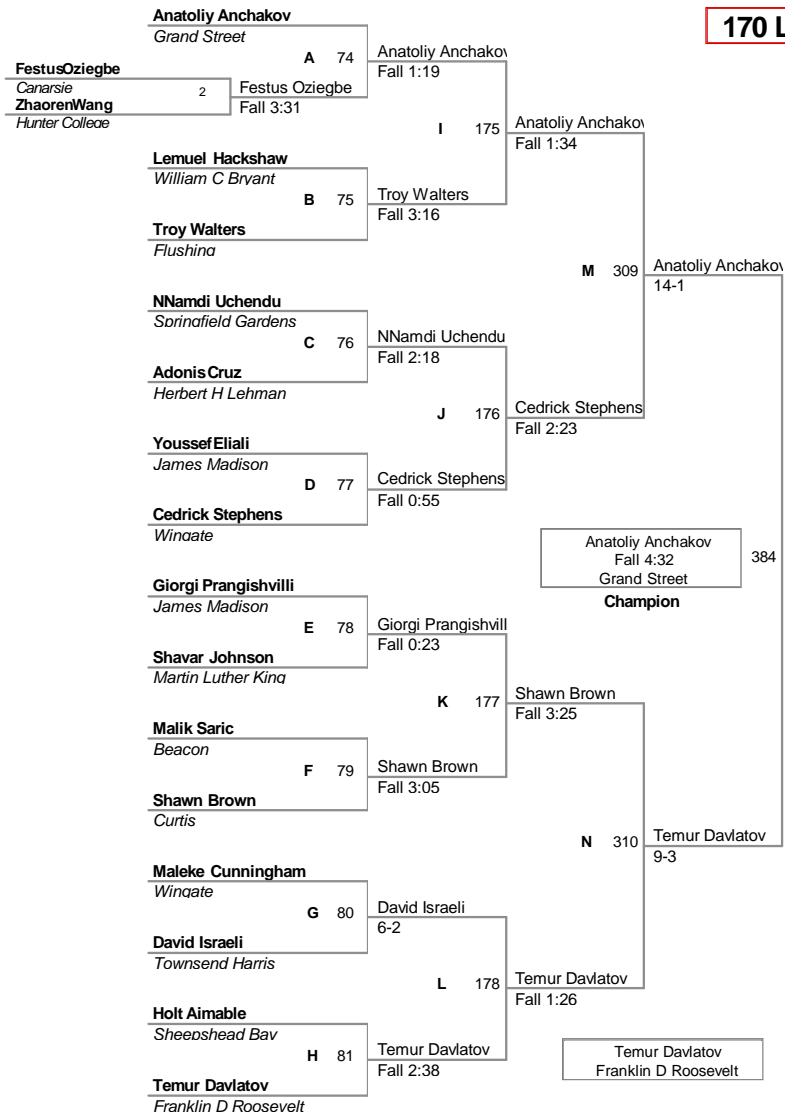 170 L
Anatoliy Anchakov
Grand Street
A 74
Anatoliy Anchakov
Fall 1:19
FestusOziegbe
Canarsie
2
Festus Oziegbe
Fall 3:31
ZhaorenWang
Hunter College
I 175
Anatoliy Anchakov
Fall 1:34
Lemuel Hackshaw
William C Bryant
B 75
Troy Walters
Fall 3:16
Troy Walters
Flushing
M 309
Anatoliy Anchakov
14-1
NNamdi Uchendu
Springfield Gardens
C 76
NNamdi Uchendu
Fall 2:18
Adonis Cruz
Herbert H Lehman
J 176
Cedrick Stephens
Fall 2:23
Youssef Eliali
James Madison
D 77
Cedrick Stephens
Fall 0:55
Cedrick Stephens
Wingate
Anatoliy Anchakov
Fall 4:32
Grand Street
384
Champion
Giorgi Prangishvilli
James Madison
E 78
Giorgi Prangishvill
Fall 0:23
Shavar Johnson
Martin Luther King
K 177
Shawn Brown
Fall 3:25
Malik Saric
Beacon
F 79
Shawn Brown
Fall 3:05
Shawn Brown
Curtis
N 310
Temur Davlatov
9-3
Maleke Cunningham
Wingate
G 80
David Israeli
6-2
David Israeli
Townsend Harris
L 178
Temur Davlatov
Fall 1:26
Holt Aimable
Sheepshead Bay
H 81
Temur Davlatov
Fall 2:38
Temur Davlatov
Franklin D Roosevelt
Temur Davlatov
Franklin D Roosevelt